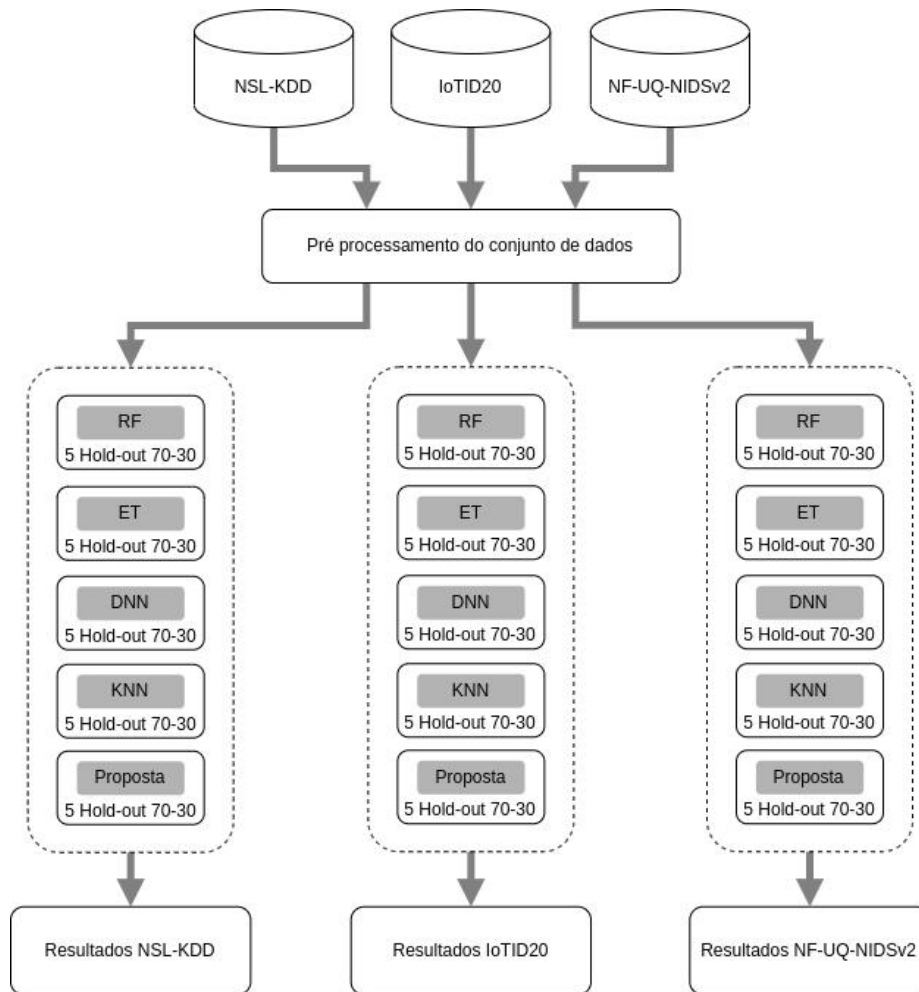 NSL-KDD
IoTID20
NF-UQ-NIDSv2
Pré processamento do conjunto de dados
RF
5 Hold-out 70-30
ET
5 Hold-out 70-30
DNN
5 Hold-out 70-30
KNN
5 Hold-out 70-30
Proposta
5 Hold-out 70-30
RF
5 Hold-out 70-30
ET
5 Hold-out 70-30
DNN
5 Hold-out 70-30
KNN
5 Hold-out 70-30
Proposta
5 Hold-out 70-30
RF
5 Hold-out 70-30
ET
5 Hold-out 70-30
DNN
5 Hold-out 70-30
KNN
5 Hold-out 70-30
Proposta
5 Hold-out 70-30
Resultados NSL-KDD
Resultados IoTID20
Resultados NF-UQ-NIDSv2